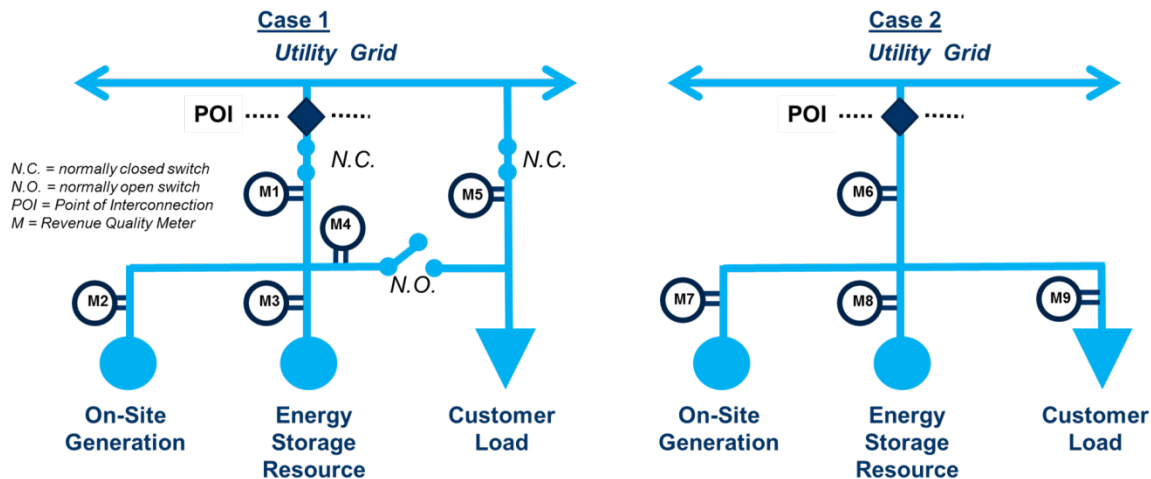 Case 1
Utility Grid
POI
N.C.
N.C.
N.C. = normally closed switch
N.O. = normally open switch
POI = Point of Interconnection
M = Revenue Quality Meter
M1
M5
M4
N.O.
M2
M3
On-Site
Generation
Energy
Storage
Resource
Customer
Load
Case 2
Utility Grid
POI
M6
M7
M8
M9
On-Site
Generation
Energy
Storage
Resource
Customer
Load